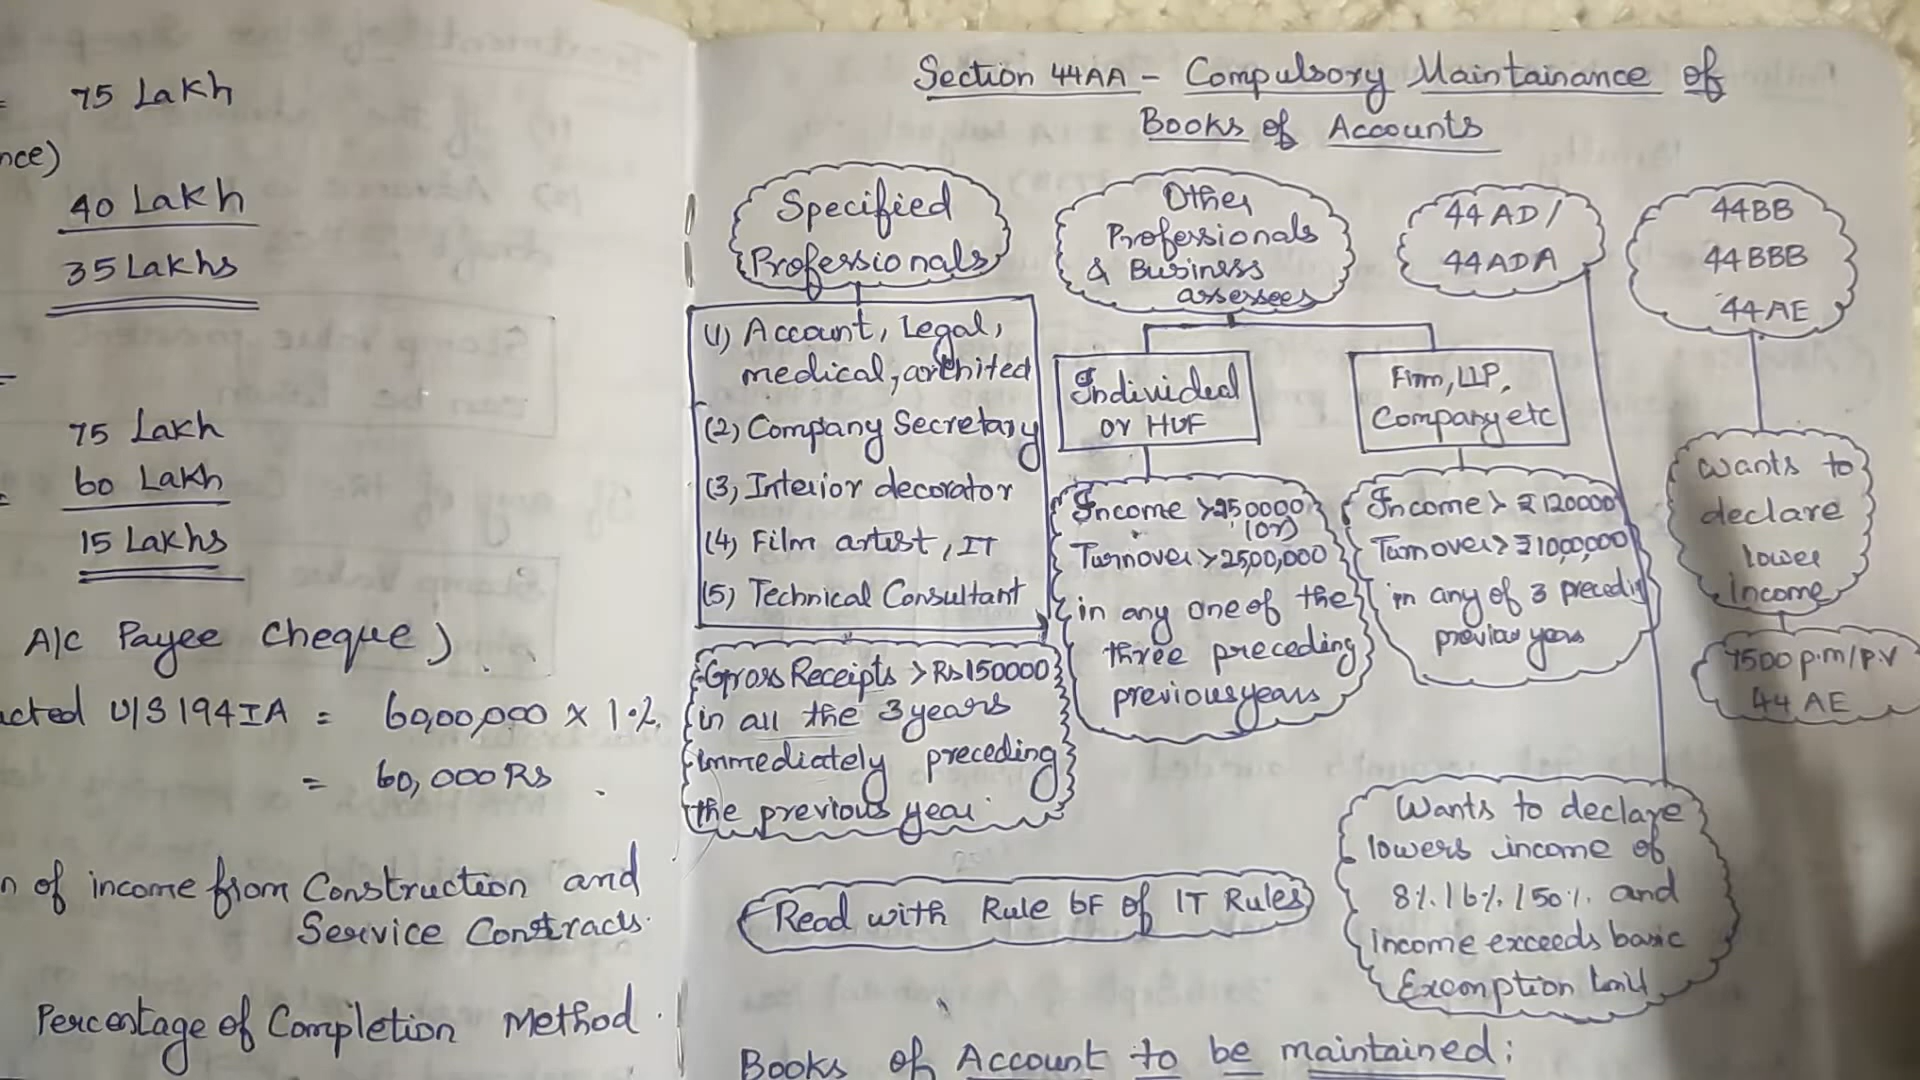 75 Lakh
nce)
40 Lakh
35 Lakhs
75 Lakh
60 Lakh
15 Lakhs
A/c Payee cheque)
acted U/S 194IA = 60,00,000 x 1%.
= 60,000 Rs
n of income from Construction and
Service Contracts.
Percentage of Completion Method.
Section 44AA - Compulsory Maintainance of
Books of Accounts
Specified
Professionals
(1) Account, Legal,
medical, architect
(2) Company Secretary
(3) Interior decorator
(4) Film artist, IT
(5) Technical Consultant
Gross Receipts > Rs 150000
in all the 3 years
immediately preceding
the previous year.
Other
Professionals
& Business
assessees
Individual
or HUF
Income > 250000
(or)
Turnover > 25,00,000
in any one of the
three preceding
previous years
Firm, LLP,
Company etc
Income > ₹ 120000
Turnover > ₹ 1000,000
in any of 3 preceding
previous years
44AD /
44ADA
Wants to declare
lowers income of
8% / 6% / 50% and
income exceeds basic
Exemption limit
44BB
44BBB
44AE
wants to
declare
lower
income
7500 p.m/p.v
44 AE
Read with Rule 6F of IT Rules
Books of Account to be maintained: